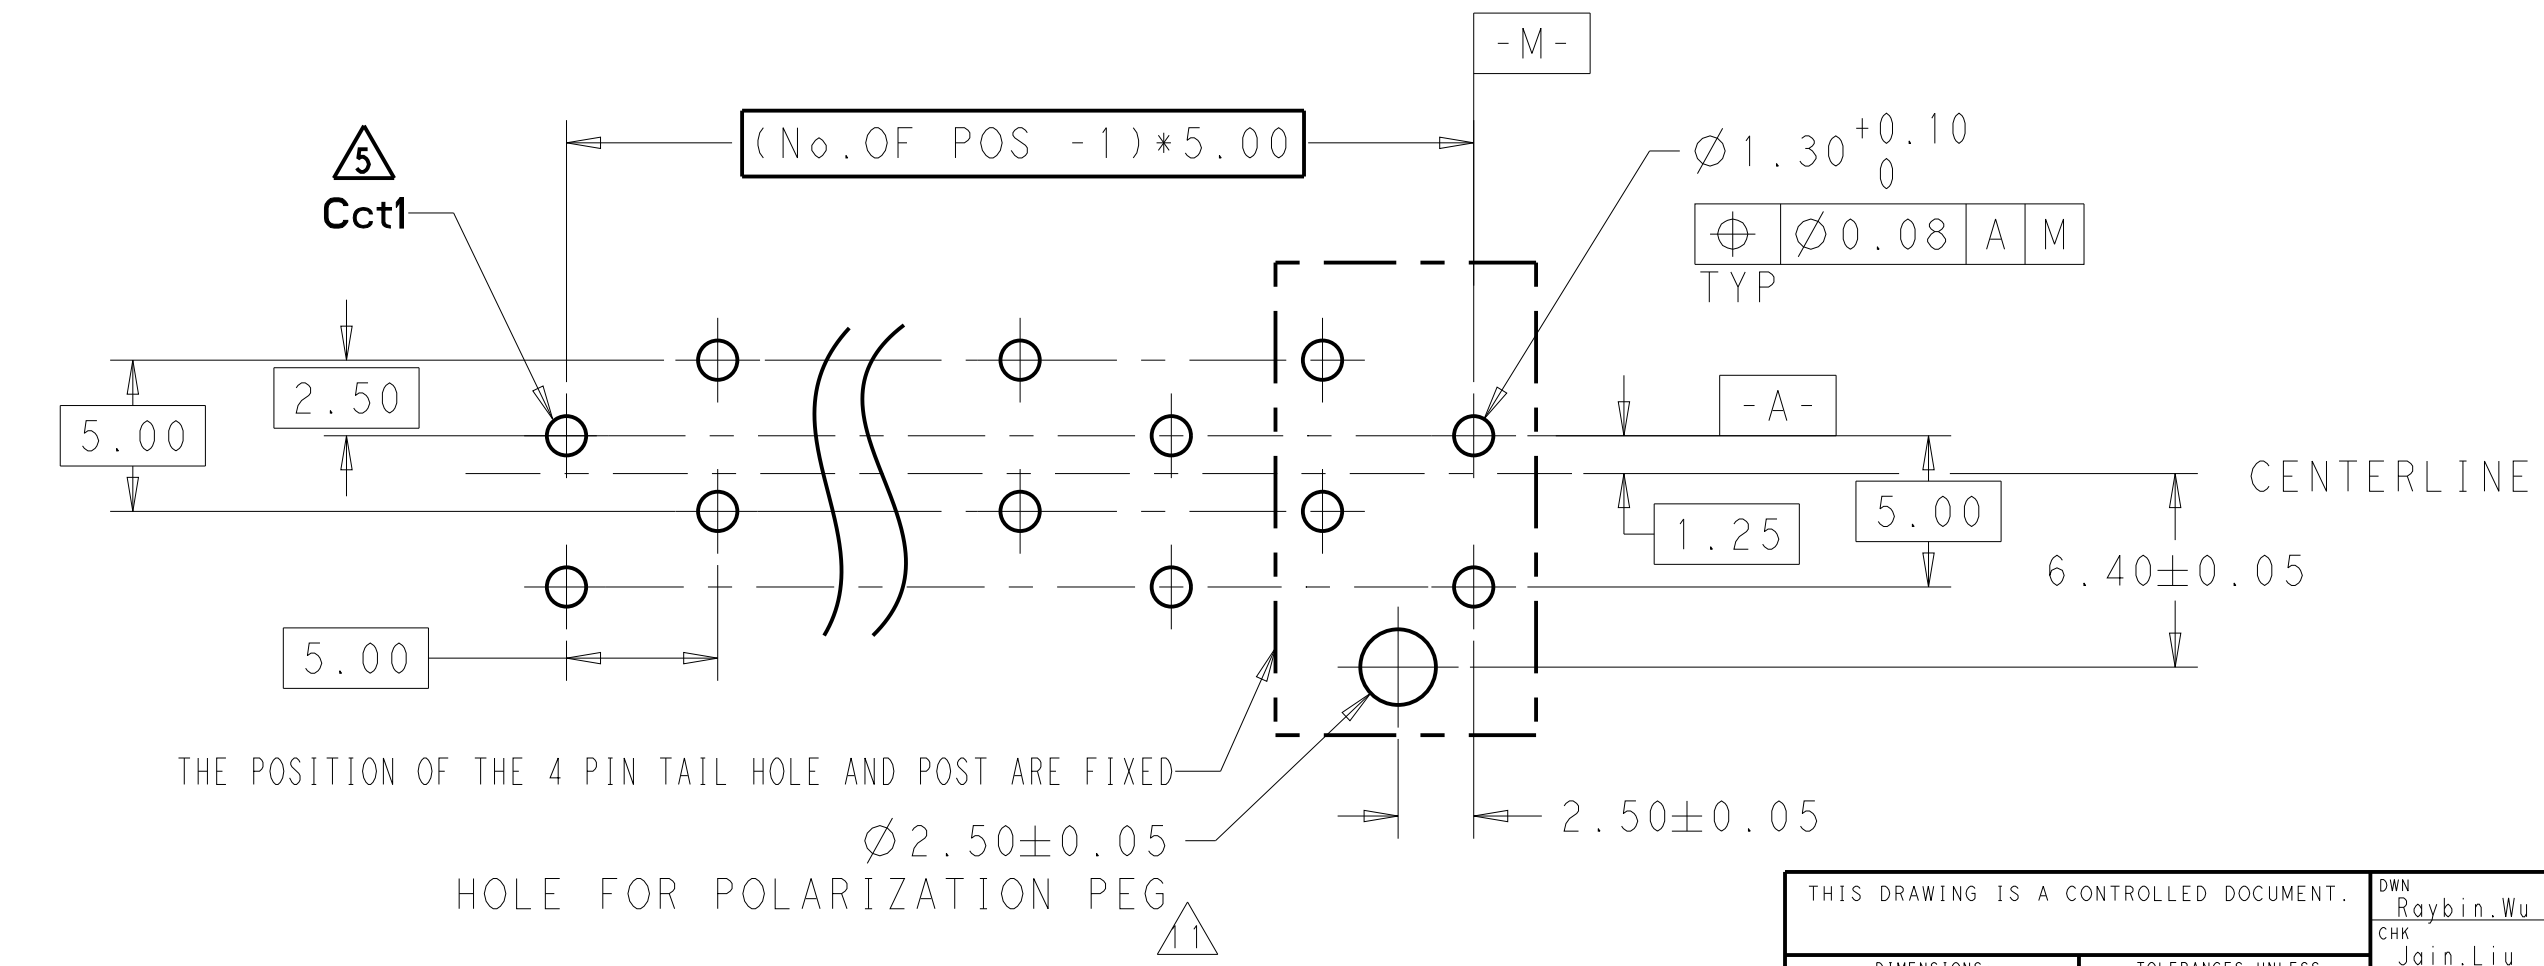 -M-
(No.OF POS -1)*5.00
5
Cct1
Ø1.30 +0.10
0
⌖ Ø0.08 A M
TYP
2.50
5.00
-A-
CENTERLINE
5.00
1.25
6.40±0.05
5.00
THE POSITION OF THE 4 PIN TAIL HOLE AND POST ARE FIXED
2.50±0.05
Ø2.50±0.05
HOLE FOR POLARIZATION PEG
11
THIS DRAWING IS A CONTROLLED DOCUMENT.
DWN
Raybin.Wu
CHK
Jain.Liu
DIMENSIONS
TOLERANCES UNLESS